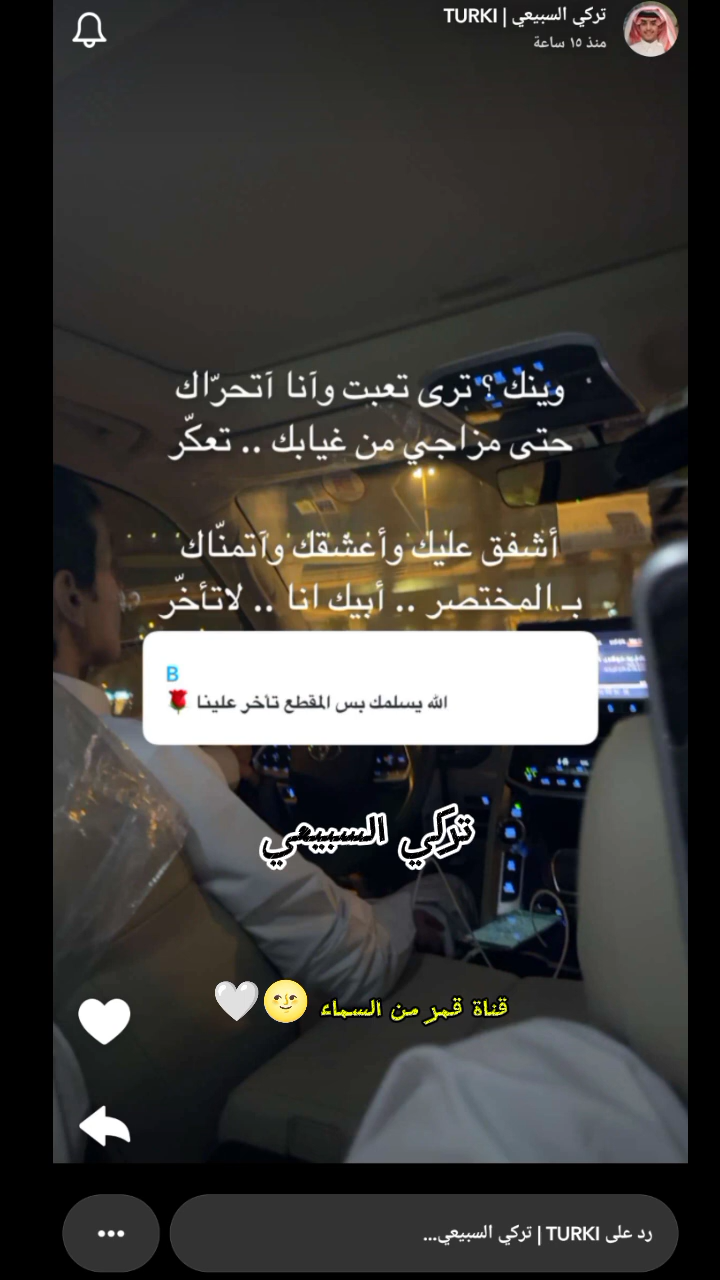 تركي السبيعي | TURKI
منذ ١٥ ساعة
وينك ؟ ترى تعبت وآنا آتحرّاك
حتى مزاجي من غيابك .. تعكّر
أشفق عليك وأعشقك وآتمنّاك
بـ المختصر .. أبيك انا .. لاتأخّر
B
الله يسلمك بس المقطع تأخر علينا 🌹
تركي السبيعي
قناة قمر من السماء 🌝🤍
رد على TURKI | تركي السبيعي...